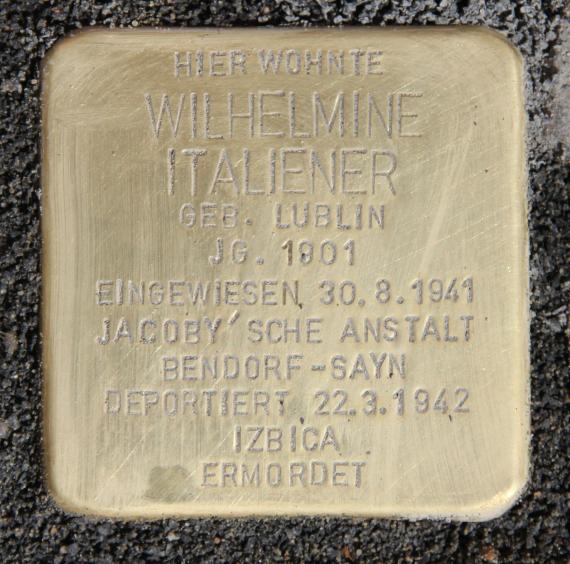 HIER WOHNTE
WILHELMINE
ITALIENER
GEB. LUBLIN
JG. 1901
EINGEWIESEN 30.8.1941
JACOBY´SCHE ANSTALT
BENDORF-SAYN
DEPORTIERT 22.3.1942
IZBICA
ERMORDET